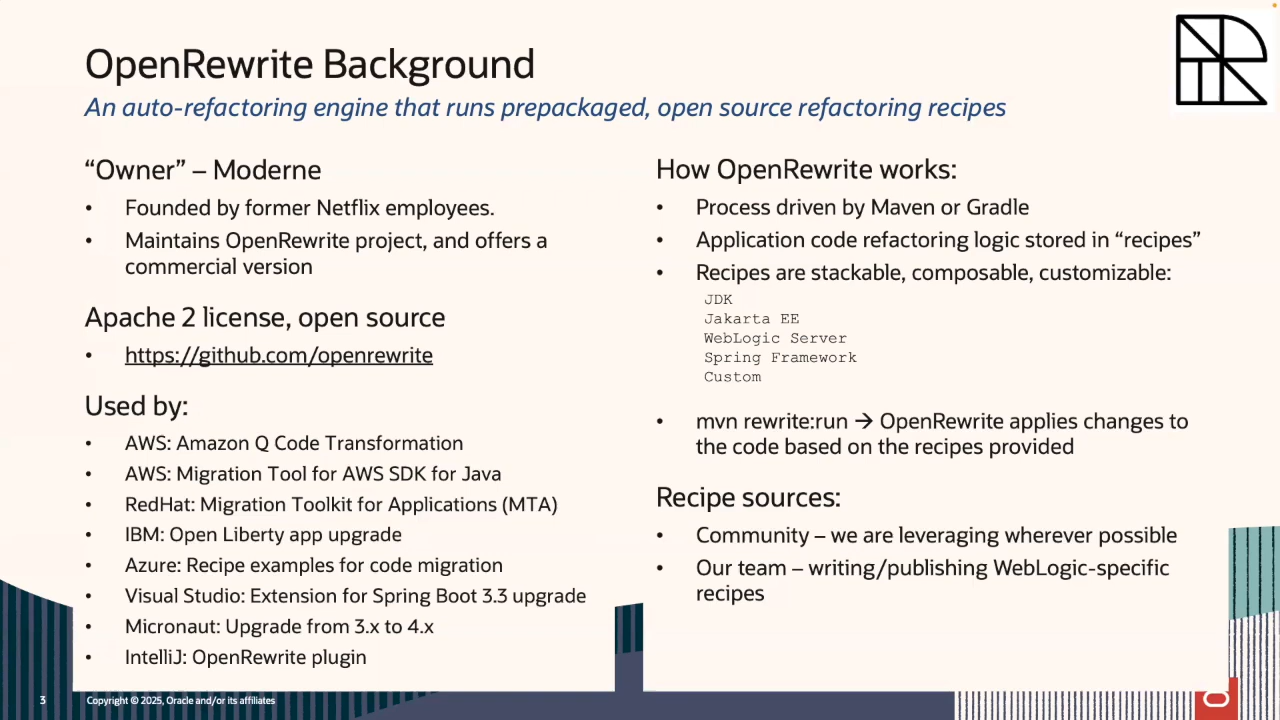 OpenRewrite Background
An auto-refactoring engine that runs prepackaged, open source refactoring recipes
“Owner” – Moderne
• Founded by former Netflix employees.
• Maintains OpenRewrite project, and offers a
commercial version
Apache 2 license, open source
• https://github.com/openrewrite
Used by:
• AWS: Amazon Q Code Transformation
• AWS: Migration Tool for AWS SDK for Java
• RedHat: Migration Toolkit for Applications (MTA)
• IBM: Open Liberty app upgrade
• Azure: Recipe examples for code migration
• Visual Studio: Extension for Spring Boot 3.3 upgrade
• Micronaut: Upgrade from 3.x to 4.x
• IntelliJ: OpenRewrite plugin
How OpenRewrite works:
• Process driven by Maven or Gradle
• Application code refactoring logic stored in “recipes”
• Recipes are stackable, composable, customizable:
JDK
Jakarta EE
WebLogic Server
Spring Framework
Custom
• mvn rewrite:run → OpenRewrite applies changes to
the code based on the recipes provided
Recipe sources:
• Community – we are leveraging wherever possible
• Our team – writing/publishing WebLogic-specific
recipes
3
Copyright © 2025, Oracle and/or its affiliates